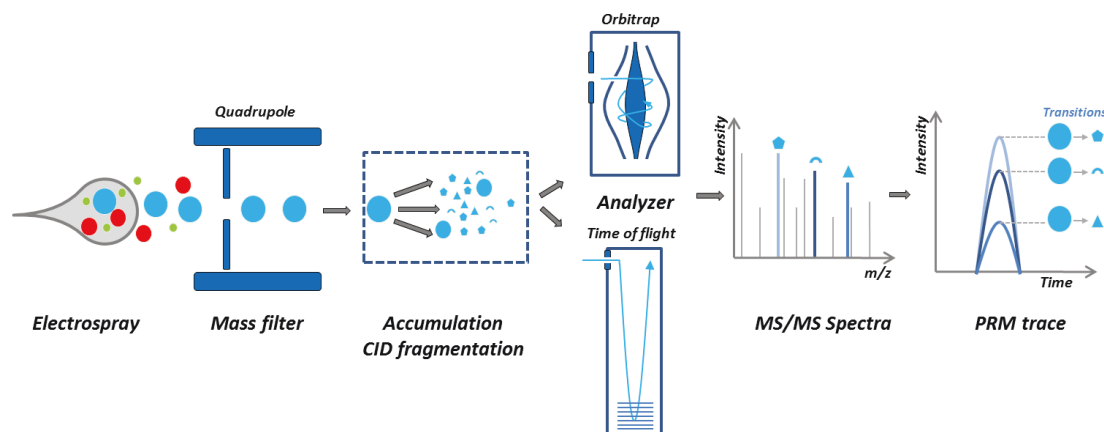 Orbitrap
Quadrupole
Analyzer
Time of flight
Intensity
m/z
Intensity
Transitions
Time
Electrospray
Mass filter
Accumulation
CID fragmentation
MS/MS Spectra
PRM trace